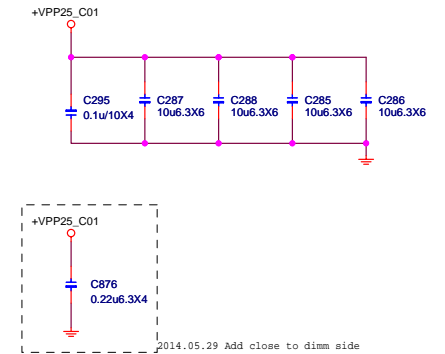 +VPP25_C01
C295 C287 C288 C285 C286
0.1u/10X4 10u6.3X6 10u6.3X6 10u6.3X6 10u6.3X6
+VPP25_C01
C876
0.22u6.3X4
2014.05.29 Add close to dimm side